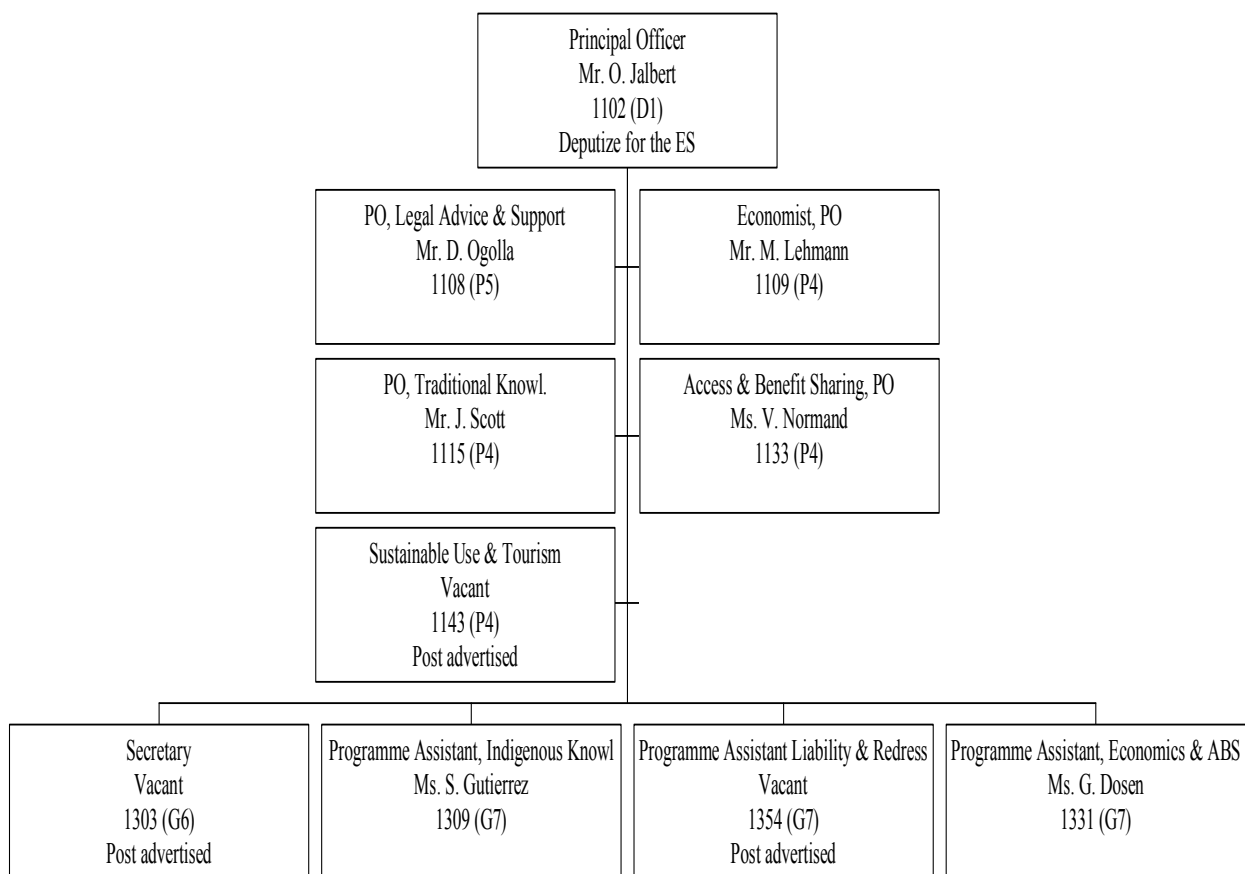 Principal Officer
Mr. O. Jalbert
1102 (D1)
Deputize for the ES
PO, Legal Advice & Support
Mr. D. Ogolla
1108 (P5)
Economist, PO
Mr. M. Lehmann
1109 (P4)
PO, Traditional Knowl.
Mr. J. Scott
1115 (P4)
Access & Benefit Sharing, PO
Ms. V. Normand
1133 (P4)
Sustainable Use & Tourism
Vacant
1143 (P4)
Post advertised
Secretary
Vacant
1303 (G6)
Post advertised
Programme Assistant, Indigenous Knowl
Ms. S. Gutierrez
1309 (G7)
Programme Assistant Liability & Redress
Vacant
1354 (G7)
Post advertised
Programme Assistant, Economics & ABS
Ms. G. Dosen
1331 (G7)